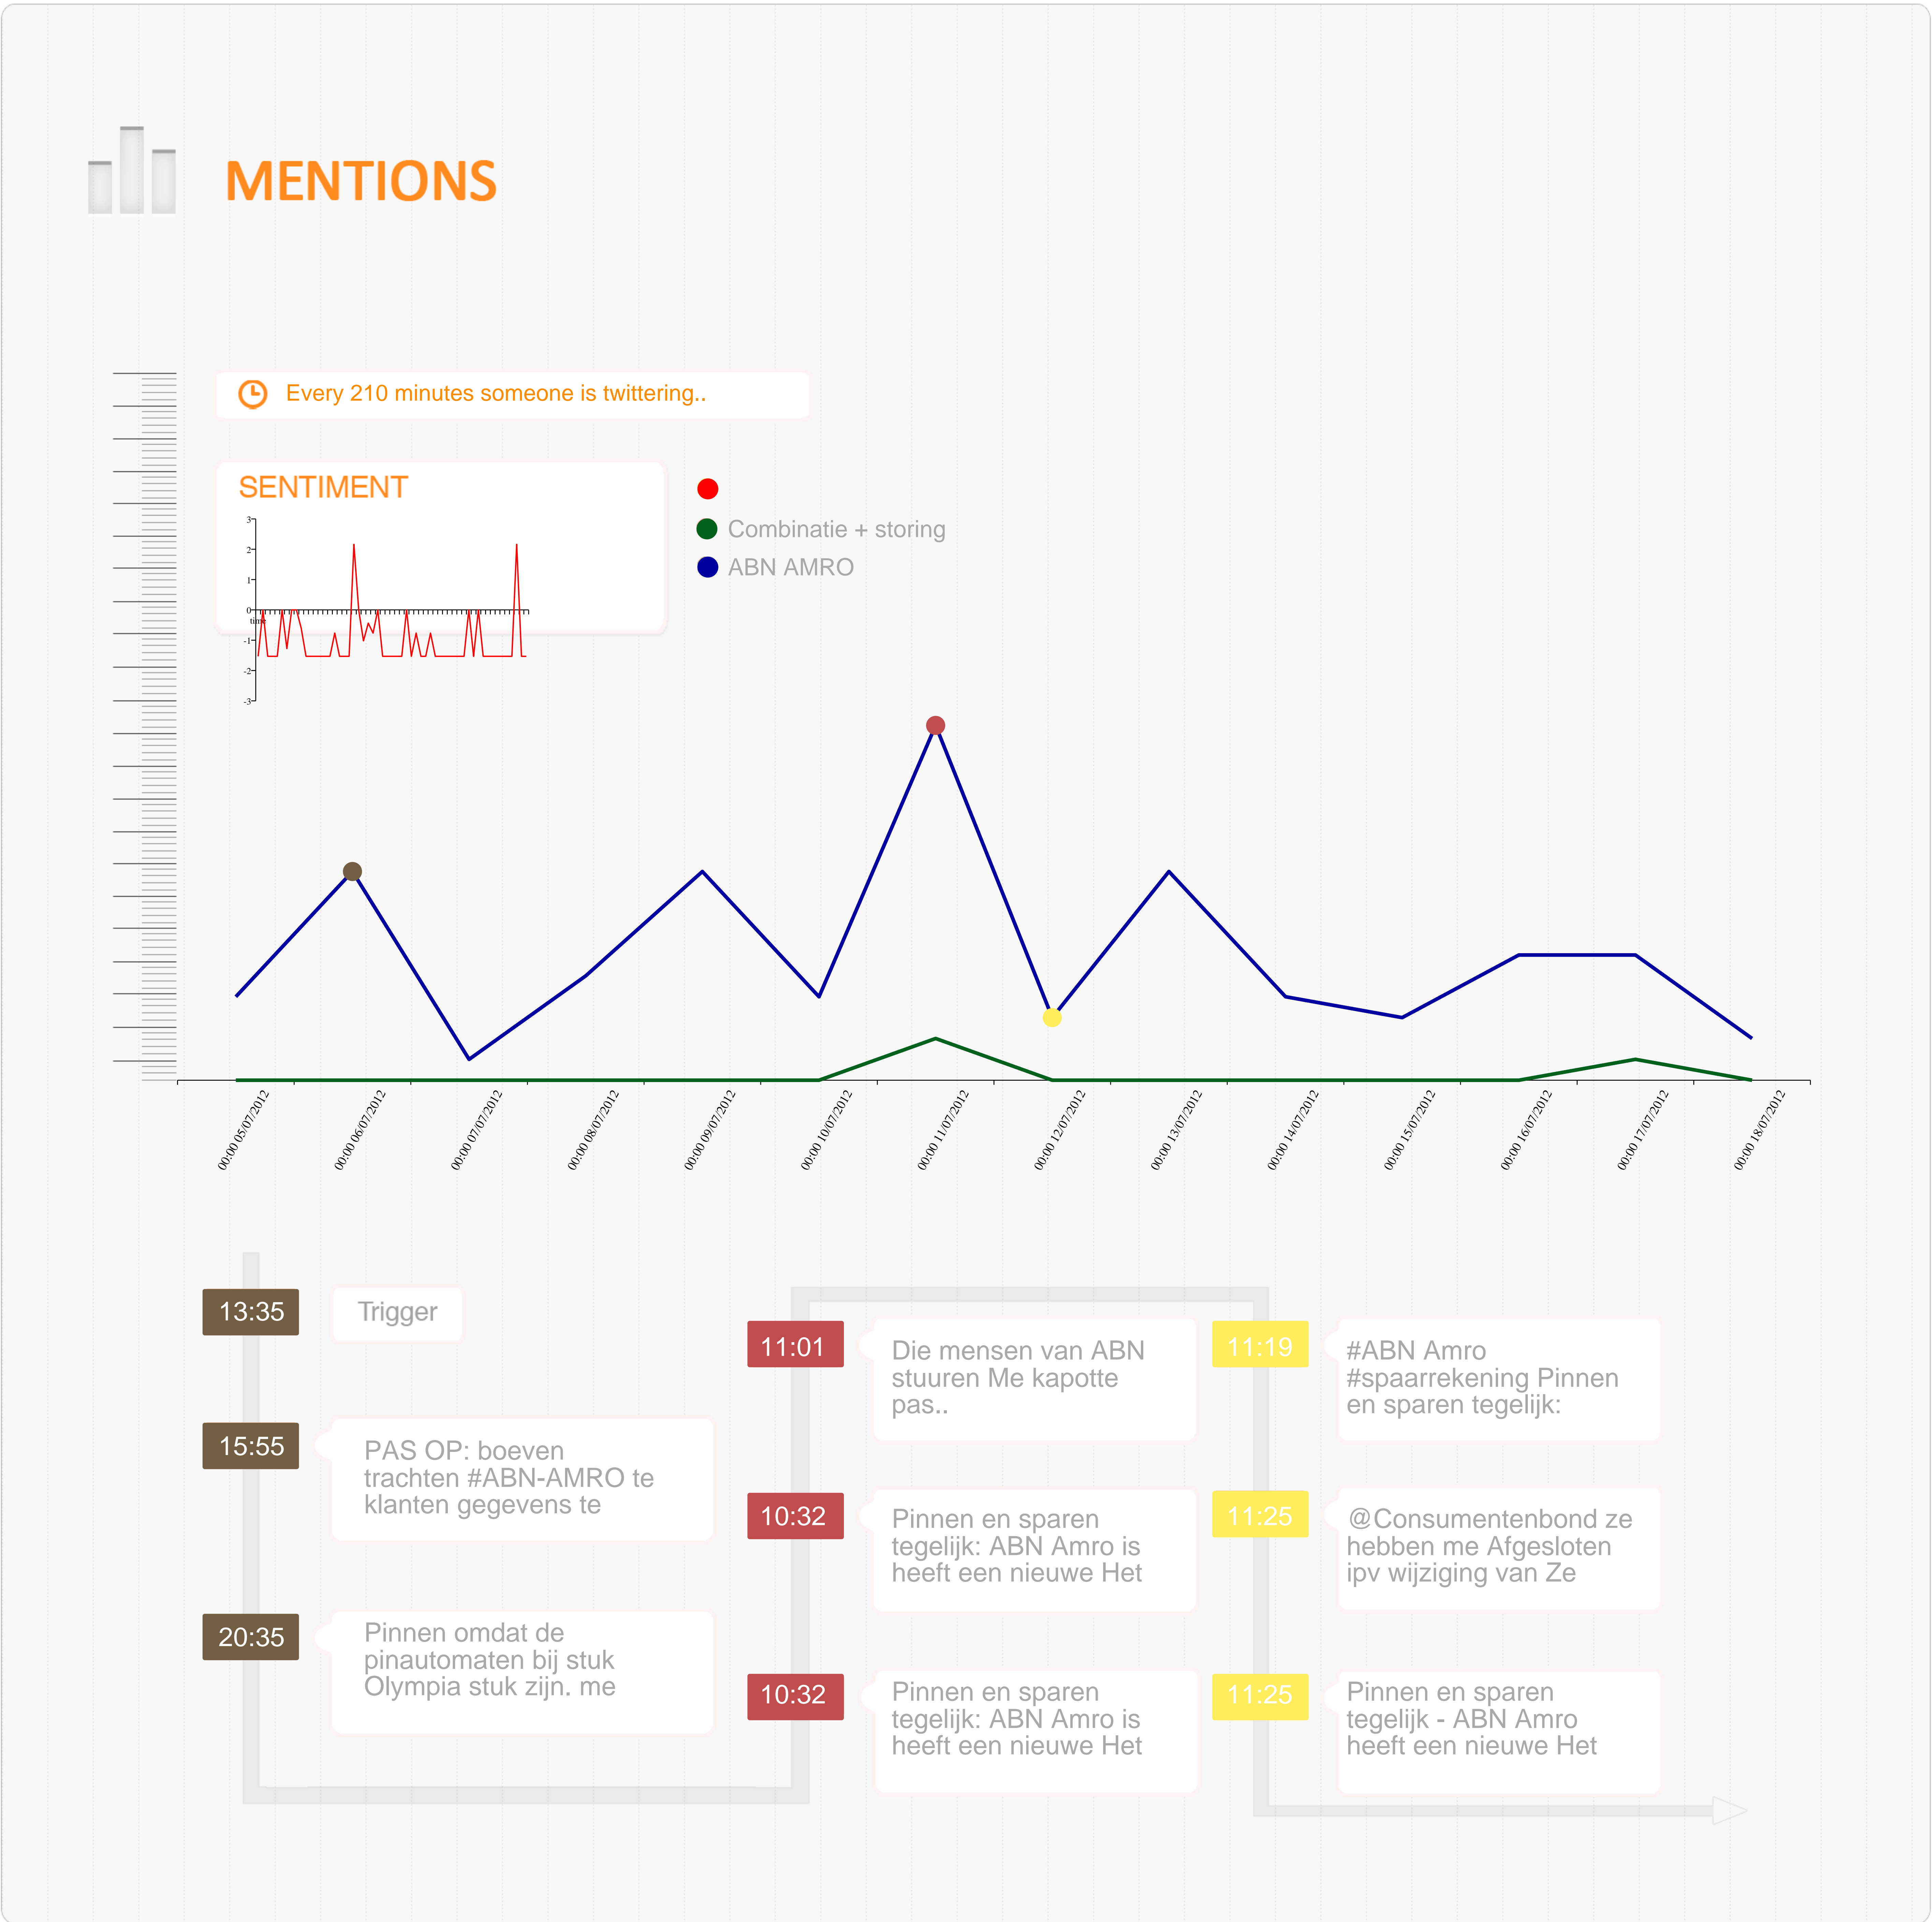 MENTIONS
Every 210 minutes someone is twittering..
SENTIMENT
Combinatie + storing
ABN AMRO
3
2
1
0
time
-1
-2
-3
00:00 05/07/2012
00:00 06/07/2012
00:00 07/07/2012
00:00 08/07/2012
00:00 09/07/2012
00:00 10/07/2012
00:00 11/07/2012
00:00 12/07/2012
00:00 13/07/2012
00:00 14/07/2012
00:00 15/07/2012
00:00 16/07/2012
00:00 17/07/2012
00:00 18/07/2012
13:35
Trigger
15:55
PAS OP: boeven
trachten #ABN-AMRO te
klanten gegevens te
20:35
Pinnen omdat de
pinautomaten bij stuk
Olympia stuk zijn. me
11:01
Die mensen van ABN
stuuren Me kapotte
pas..
10:32
Pinnen en sparen
tegelijk: ABN Amro is
heeft een nieuwe Het
10:32
Pinnen en sparen
tegelijk: ABN Amro is
heeft een nieuwe Het
11:19
#ABN Amro
#spaarrekening Pinnen
en sparen tegelijk:
11:25
@Consumentenbond ze
hebben me Afgesloten
ipv wijziging van Ze
11:25
Pinnen en sparen
tegelijk - ABN Amro
heeft een nieuwe Het